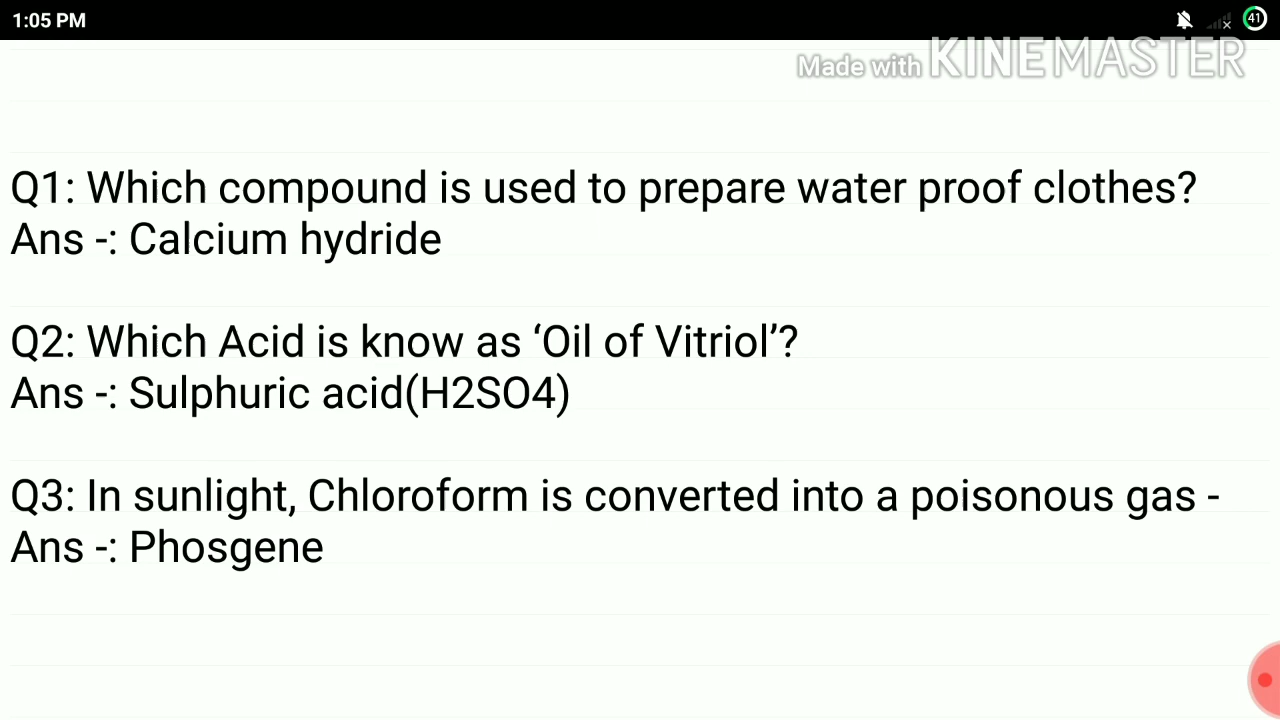 1:05 PM
41
Made with KINEMASTER
Q1: Which compound is used to prepare water proof clothes?
Ans -: Calcium hydride
Q2: Which Acid is know as ‘Oil of Vitriol’?
Ans -: Sulphuric acid(H2SO4)
Q3: In sunlight, Chloroform is converted into a poisonous gas -
Ans -: Phosgene